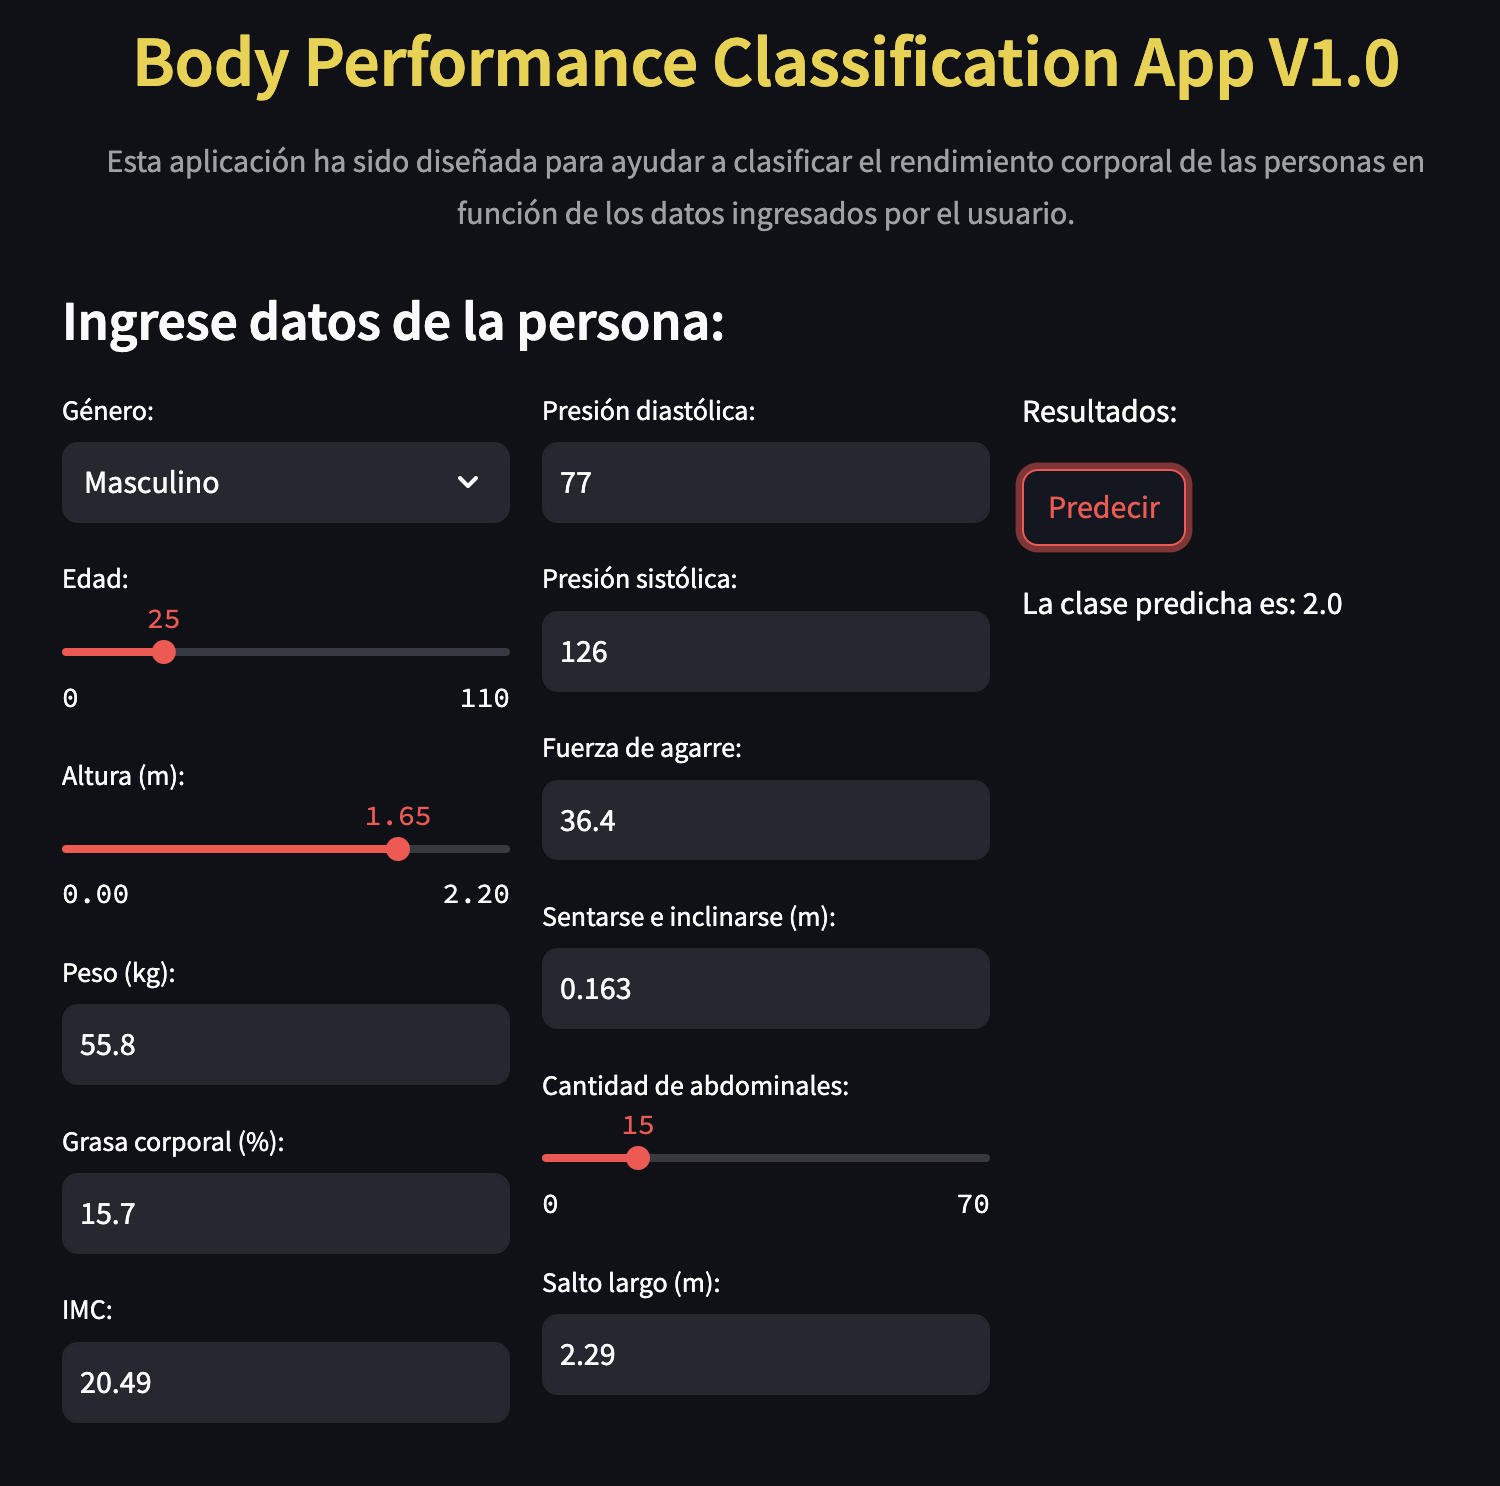 Body Performance Classification App V1.0
Esta aplicación ha sido diseñada para ayudar a clasificar el rendimiento corporal de las personas en
función de los datos ingresados por el usuario.
Ingrese datos de la persona:
Género:
Masculino
Edad:
25
0 110
Altura (m):
1.65
0.00 2.20
Peso (kg):
55.8
Grasa corporal (%):
15.7
IMC:
20.49
Presión diastólica:
77
Presión sistólica:
126
Fuerza de agarre:
36.4
Sentarse e inclinarse (m):
0.163
Cantidad de abdominales:
15
0 70
Salto largo (m):
2.29
Resultados:
Predecir
La clase predicha es: 2.0